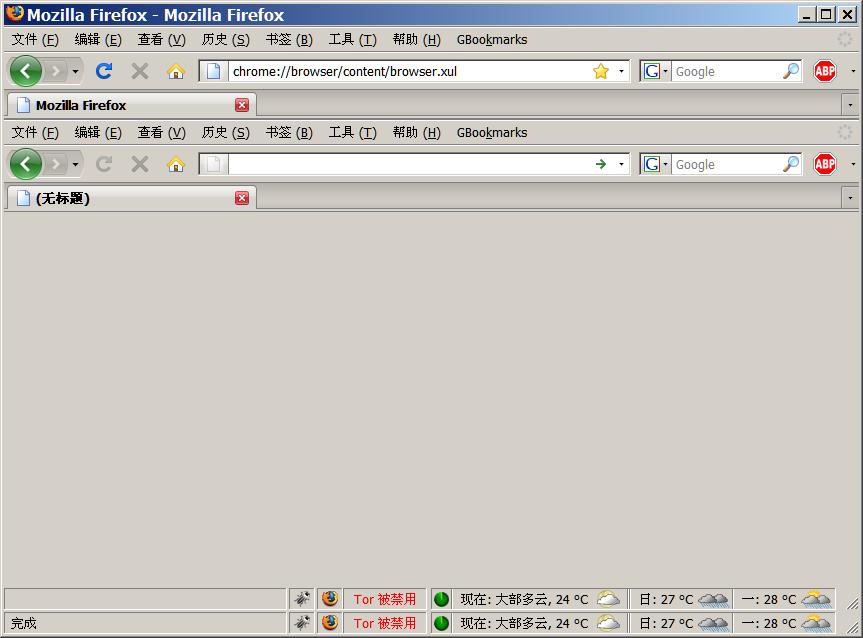 Mozilla Firefox - Mozilla Firefox
文件 (F) 编辑 (E) 查看 (V) 历史 (S) 书签 (B) 工具 (T) 帮助 (H) GBookmarks
chrome://browser/content/browser.xul G Google ABP
Mozilla Firefox
文件 (F) 编辑 (E) 查看 (V) 历史 (S) 书签 (B) 工具 (T) 帮助 (H) GBookmarks
G Google ABP
(无标题)
Tor 被禁用 现在: 大部多云, 24 °C 日: 27 °C 一: 28 °C
完成 Tor 被禁用 现在: 大部多云, 24 °C 日: 27 °C 一: 28 °C